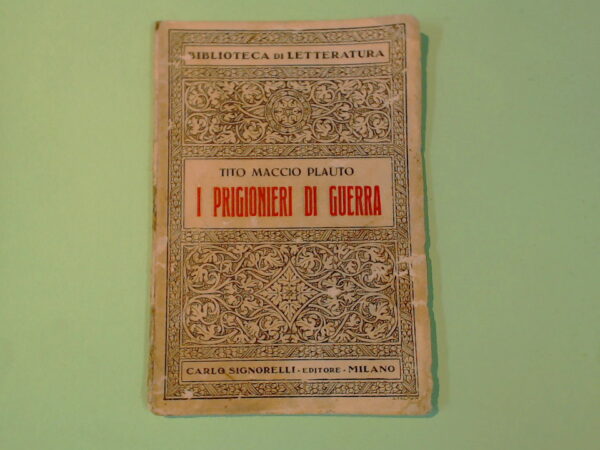 BIBLIOTECA DI LETTERATURA
TITO MACCIO PLAUTO
I PRIGIONIERI DI GUERRA
CARLO SIGNORELLI - EDITORE - MILANO